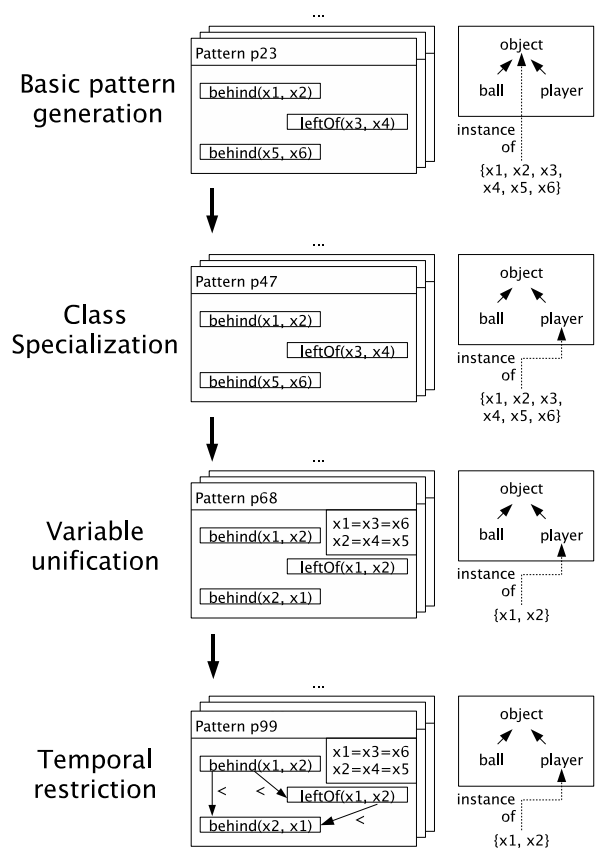 ...
Basic pattern
generation
Pattern p23
behind(x1, x2)
leftOf(x3, x4)
behind(x5, x6)
object
ball player
instance
of
{x1, x2, x3,
x4, x5, x6}
...
Class
Specialization
Pattern p47
behind(x1, x2)
leftOf(x3, x4)
behind(x5, x6)
object
ball player
instance
of
{x1, x2, x3,
x4, x5, x6}
...
Variable
unification
Pattern p68
x1=x3=x6
x2=x4=x5
behind(x1, x2)
leftOf(x1, x2)
behind(x2, x1)
object
ball player
instance
of
{x1, x2}
...
Temporal
restriction
Pattern p99
x1=x3=x6
x2=x4=x5
behind(x1, x2)
< <
leftOf(x1, x2)
behind(x2, x1)
<
object
ball player
instance
of
{x1, x2}